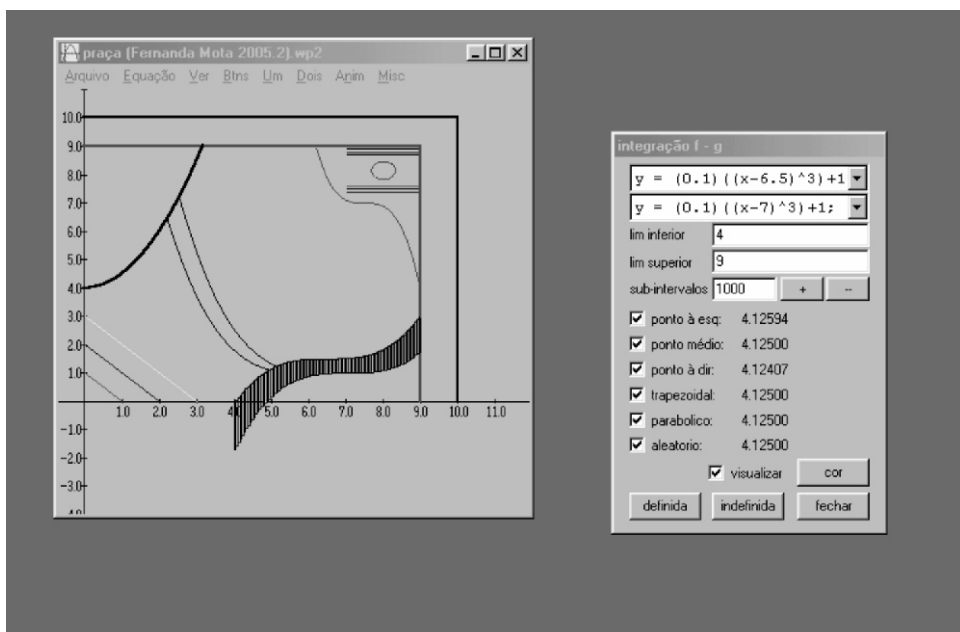 praça (Fernanda Mota 2005.2).wp2
Arquivo Equação Ver Btns Um Dois Anim Misc
10.0
9.0
8.0
7.0
6.0
5.0
4.0
3.0
2.0
1.0
1.0 2.0 3.0 5.0 6.0 7.0 8.0 9.0 10.0 11.0
-1.0
-2.0
-3.0
integração f - g
y = (0.1)((x-6.5)^3)+1
y = (0.1)((x-7)^3)+1;
lim inferior 4
lim superior 9
sub-intervalos 1000 + --
ponto à esq: 4.12594
ponto médio: 4.12500
ponto à dir: 4.12407
trapezoidal: 4.12500
parabolico: 4.12500
aleatorio: 4.12500
visualizar cor
definida indefinida fechar